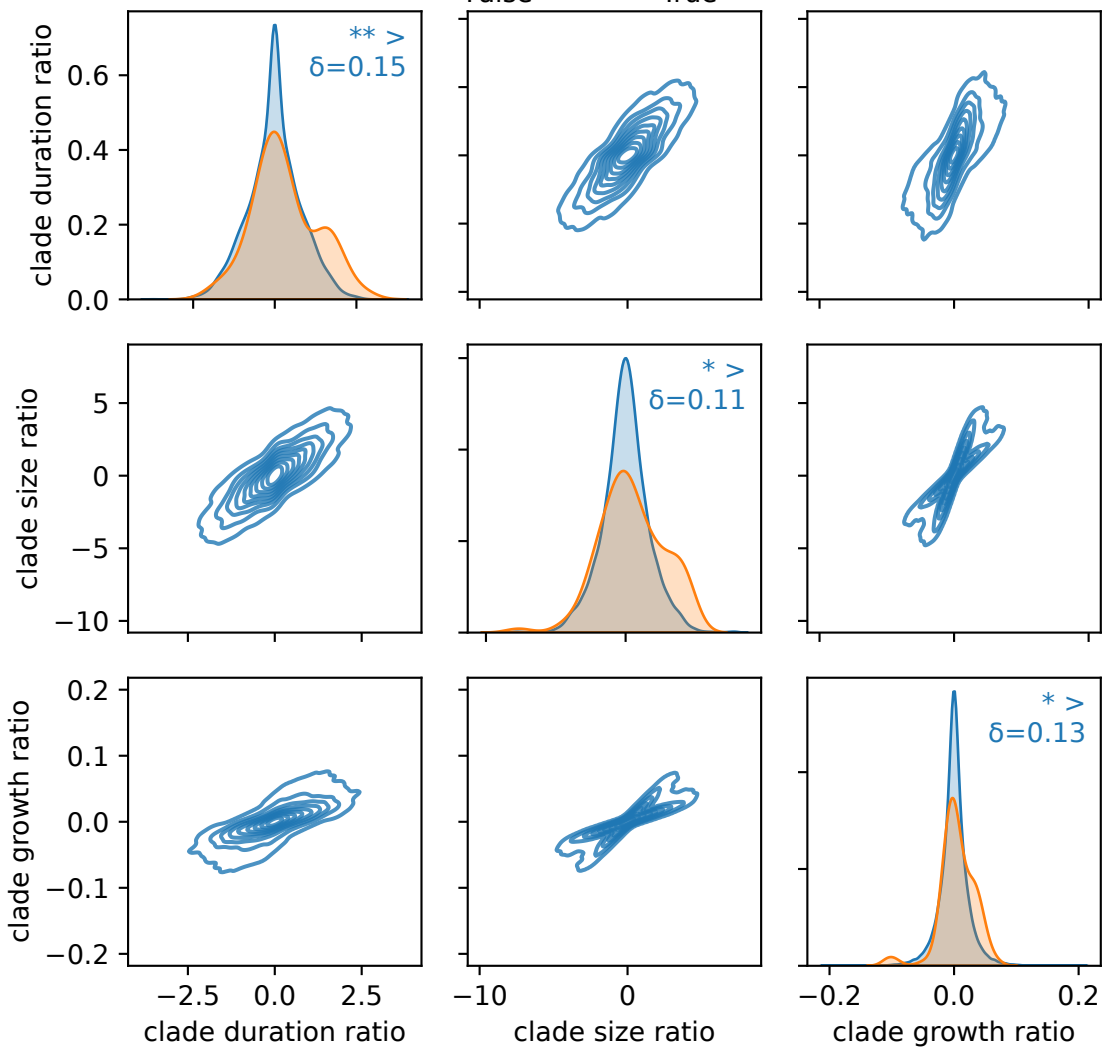 True
clade duration ratio
0.6
0.4
0.2
0.0
** >
δ=0.15
clade size ratio
5
0
−5
−10
* >
δ=0.11
clade growth ratio
0.2
0.1
0.0
−0.1
−0.2
* >
δ=0.13
−2.5
0.0
2.5
−10
0
−0.2
0.0
0.2
clade duration ratio
clade size ratio
clade growth ratio